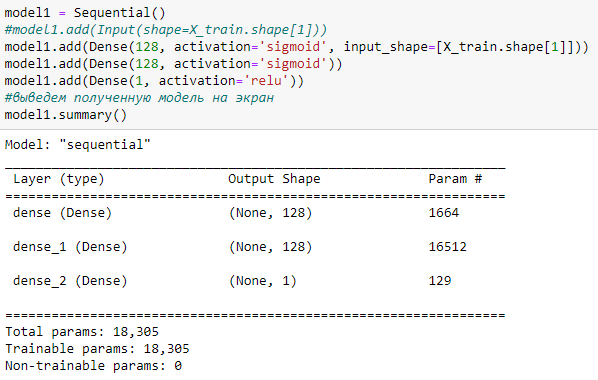 model1 = Sequential()
#model1.add(Input(shape=X_train.shape[1]))
model1.add(Dense(128, activation='sigmoid', input_shape=[X_train.shape[1]]))
model1.add(Dense(128, activation='sigmoid'))
model1.add(Dense(1, activation='relu'))
#выведем полученную модель на экран
model1.summary()
Model: "sequential"
_________________________________________________________________
Layer (type) Output Shape Param #
=================================================================
dense (Dense) (None, 128) 1664
dense_1 (Dense) (None, 128) 16512
dense_2 (Dense) (None, 1) 129
=================================================================
Total params: 18,305
Trainable params: 18,305
Non-trainable params: 0